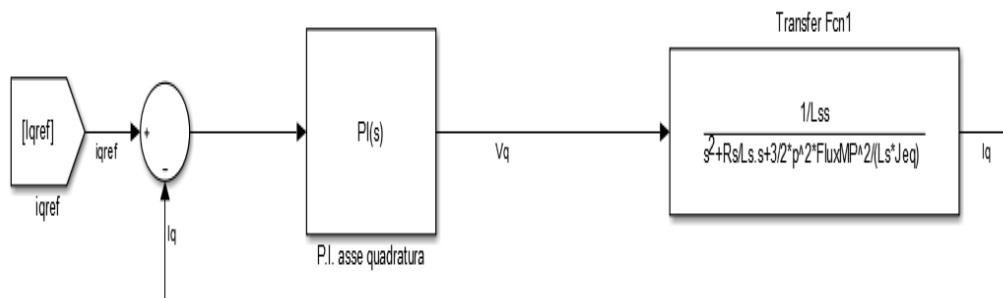 Transfer Fcn1
[Iqref]
iqref
iqref
+
-
Iq
PI(s)
P.I. asse quadratura
Vq
1/Lss
s^2+Rs/Ls.s+3/2*p^2*FluxMP^2/(Ls*Jeq)
Iq